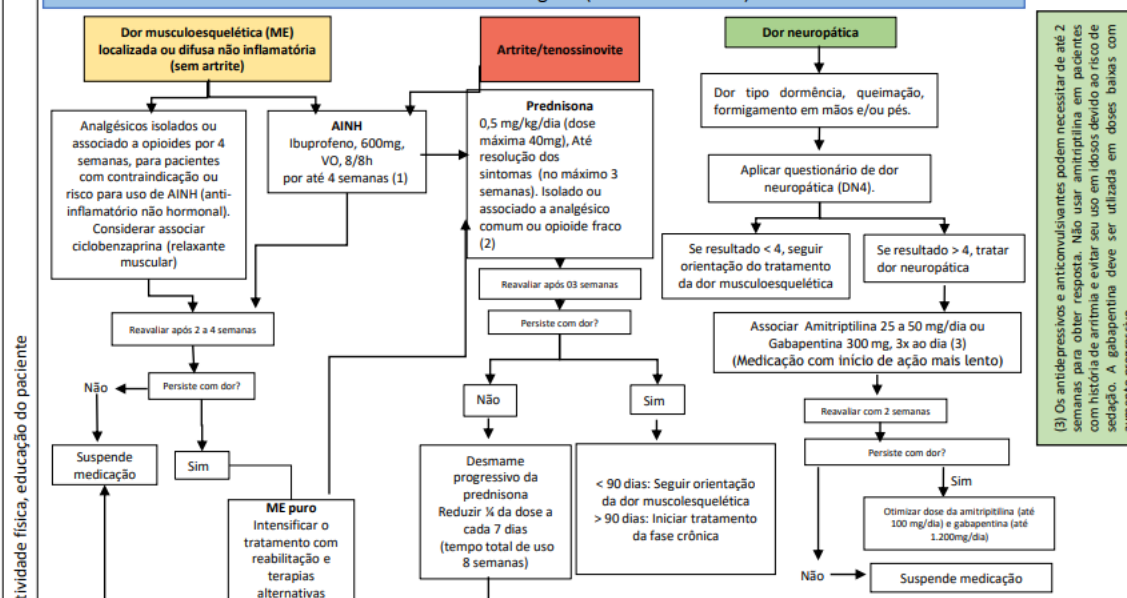 Dor musculoesquelética (ME)
localizada ou difusa não inflamatória
(sem artrite)
Artrite/tenossinovite
Dor neuropática
Analgésicos isolados ou
associado a opioides por 4
semanas, para pacientes
com contraindicação ou
risco para uso de AINH (anti-
inflamatório não hormonal).
Considerar associar
ciclobenzaprina (relaxante
muscular)
AINH
Ibuprofeno, 600mg,
VO, 8/8h
por até 4 semanas (1)
Prednisona
0,5 mg/kg/dia (dose
máxima 40mg), Até
resolução dos
sintomas (no máximo 3
semanas). Isolado ou
associado a analgésico
comum ou opioide fraco
(2)
Dor tipo dormência, queimação,
formigamento em mãos e/ou pés.
Aplicar questionário de dor
neuropática (DN4).
Se resultado < 4, seguir
orientação do tratamento
da dor musculoesquelética
Se resultado > 4, tratar
dor neuropática
Reavaliar após 2 a 4 semanas
Persiste com dor?
Não
Suspende
medicação
Sim
ME puro
Intensificar o
tratamento com
reabilitação e
terapias
alternativas
Reavaliar após 03 semanas
Persiste com dor?
Não
Sim
Desmame
progressivo da
prednisona
Reduzir ¼ da dose a
cada 7 dias
(tempo total de uso
8 semanas)
< 90 dias: Seguir orientação
da dor muscolesquelética
> 90 dias: Iniciar tratamento
da fase crônica
Associar Amitriptilina 25 a 50 mg/dia ou
Gabapentina 300 mg, 3x ao dia (3)
(Medicação com início de ação mais lento)
Reavaliar com 2 semanas
Persiste com dor?
Sim
Otimizar dose da amitripitilina (até
100 mg/dia) e gabapentina (até
1.200mg/dia)
Não
Suspende medicação
(3) Os antidepressivos e anticonvulsivantes podem necessitar de até 2
semanas para obter resposta. Não usar amitriptilina em pacientes
com história de arritmia e evitar seu uso em idosos devido ao risco de
sedação. A gabapentina deve ser utilizada em doses baixas com
física, educação do paciente